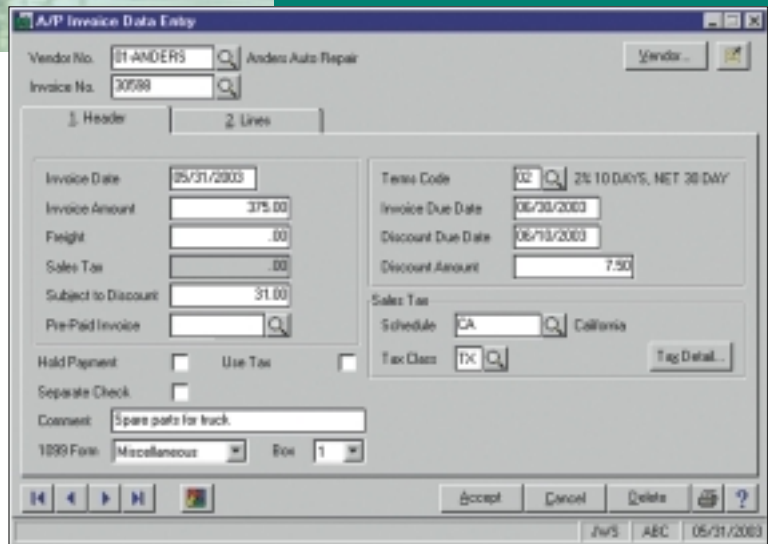 A/P Invoice Data Entry
Vendor No. 01-ANDERS Anders Auto Repair Vendor...
Invoice No. 30598
1. Header 2. Lines
Invoice Date 05/31/2003 Terms Code 02 2% 10 DAYS, NET 30 DAY
Invoice Amount 375.00 Invoice Due Date 06/30/2003
Freight .00 Discount Due Date 06/10/2003
Sales Tax .00 Discount Amount 7.50
Subject to Discount 31.00 Sales Tax
Pre-Paid Invoice Schedule CA California
Hold Payment Use Tax Tax Class TX Tax Detail...
Separate Check
Comment Spare parts for truck.
1099 Form Miscellaneous Box 1
Accept Cancel Delete ?
JWS ABC 05/31/2003